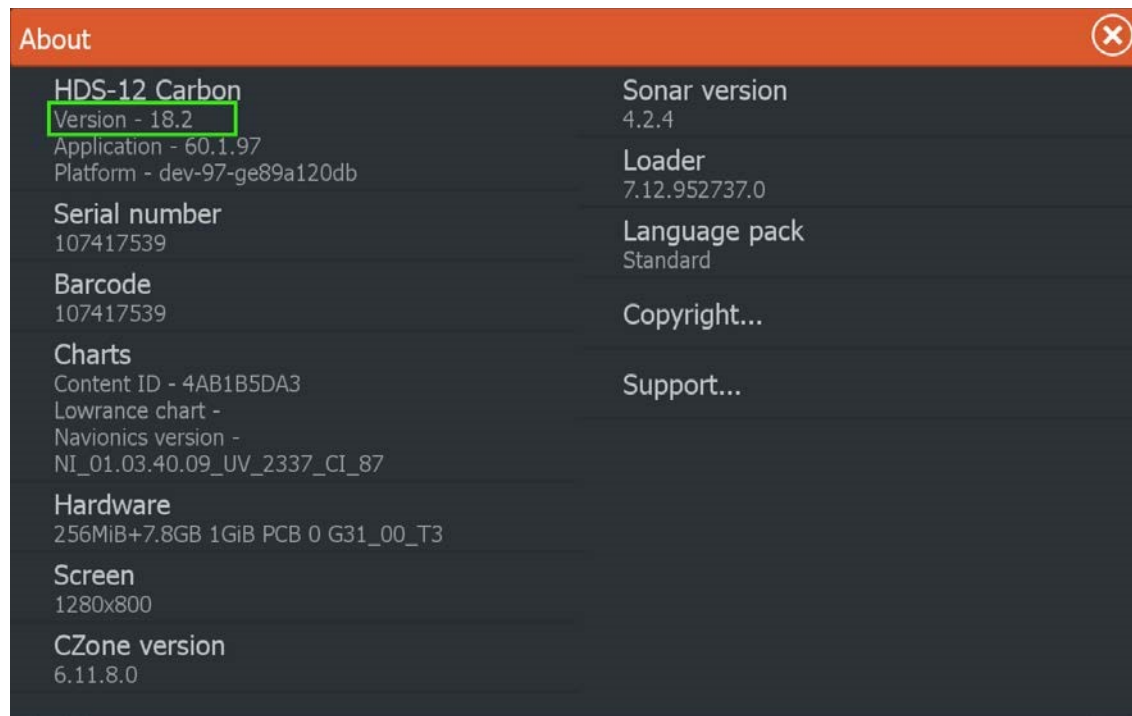 About
HDS-12 Carbon
Version - 18.2
Application - 60.1.97
Platform - dev-97-ge89a120db
Serial number
107417539
Barcode
107417539
Charts
Content ID - 4AB1B5DA3
Lowrance chart -
Navionics version -
NI_01.03.40.09_UV_2337_CI_87
Hardware
256MiB+7.8GB 1GiB PCB 0 G31_00_T3
Screen
1280x800
CZone version
6.11.8.0
Sonar version
4.2.4
Loader
7.12.952737.0
Language pack
Standard
Copyright...
Support...